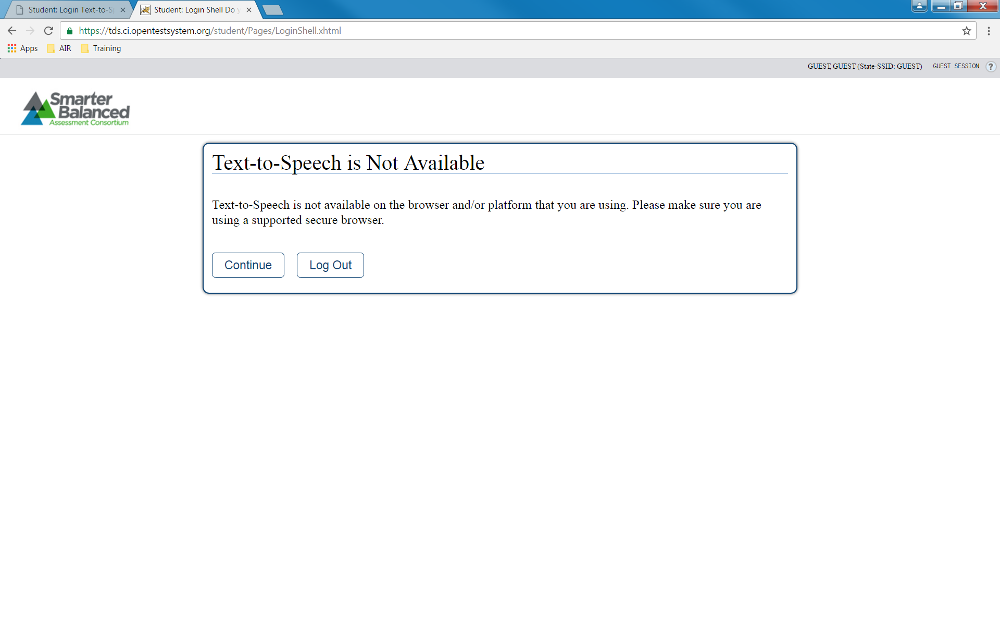 Student: Login Text-to-S
Student: Login Shell Do
https://tds.ci.opentestsystem.org/student/Pages/LoginShell.xhtml
Apps AIR Training
GUEST, GUEST (State-SSID: GUEST) GUEST SESSION ?
Smarter
Balanced
Assessment Consortium
Text-to-Speech is Not Available
Text-to-Speech is not available on the browser and/or platform that you are using. Please make sure you are
using a supported secure browser.
Continue Log Out